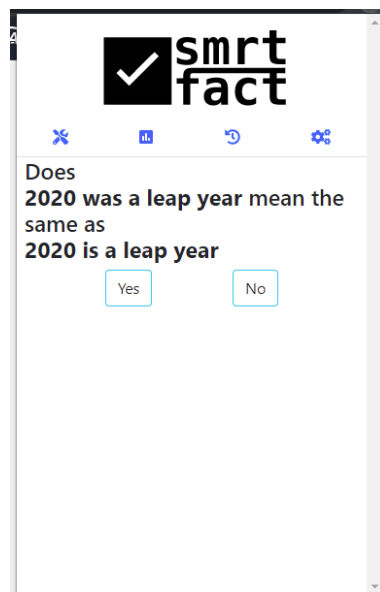 smrt
fact
Does
2020 was a leap year mean the
same as
2020 is a leap year
Yes
No